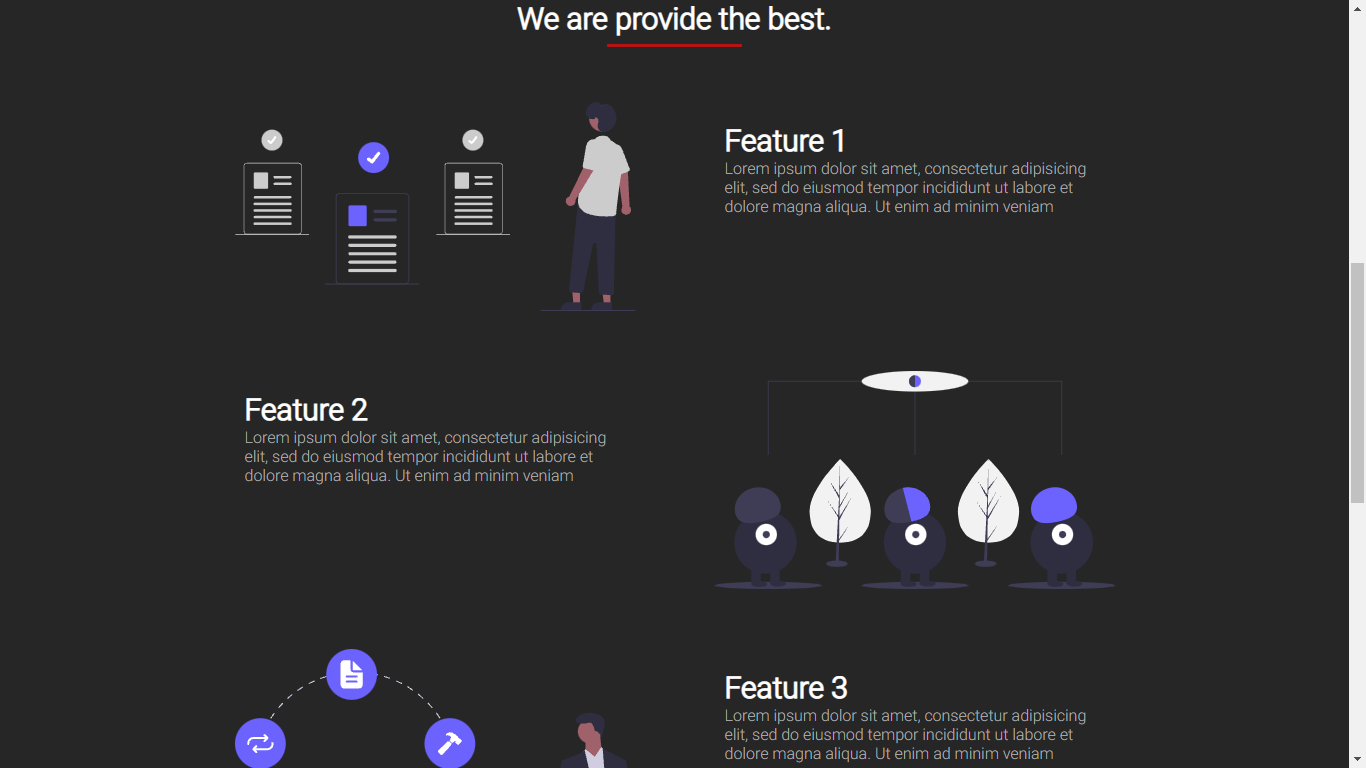 We are provide the best.
Feature 1
Lorem ipsum dolor sit amet, consectetur adipisicing
elit, sed do eiusmod tempor incididunt ut labore et
dolore magna aliqua. Ut enim ad minim veniam
Feature 2
Lorem ipsum dolor sit amet, consectetur adipisicing
elit, sed do eiusmod tempor incididunt ut labore et
dolore magna aliqua. Ut enim ad minim veniam
Feature 3
Lorem ipsum dolor sit amet, consectetur adipisicing
elit, sed do eiusmod tempor incididunt ut labore et
dolore magna aliqua. Ut enim ad minim veniam